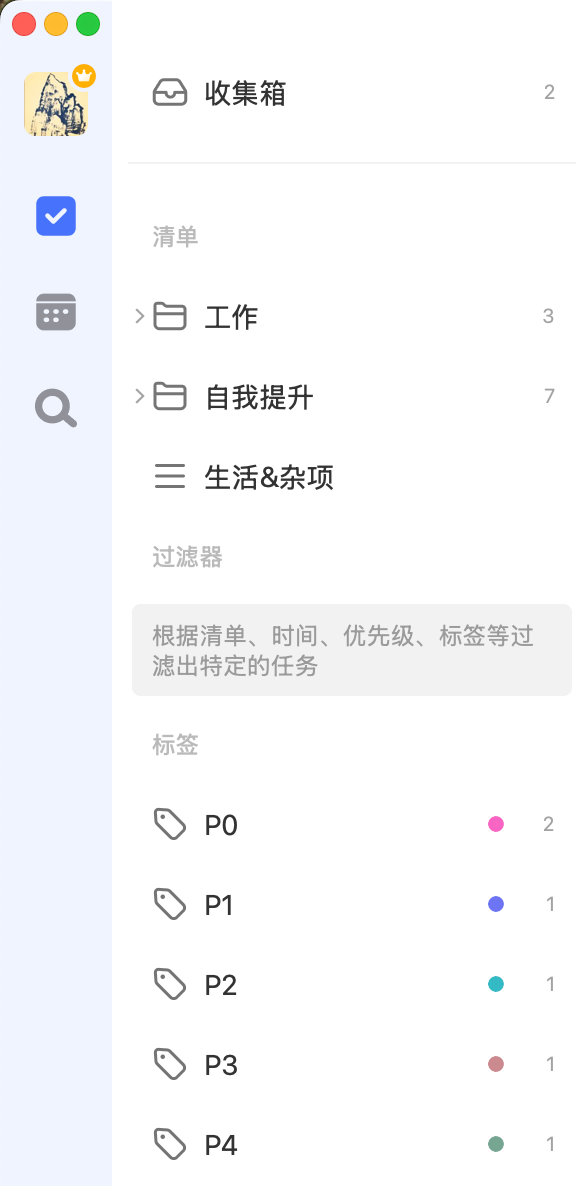 收集箱 2
清单
工作 3
自我提升 7
生活&杂项
过滤器
根据清单、时间、优先级、标签等过
滤出特定的任务
标签
P0 2
P1 1
P2 1
P3 1
P4 1